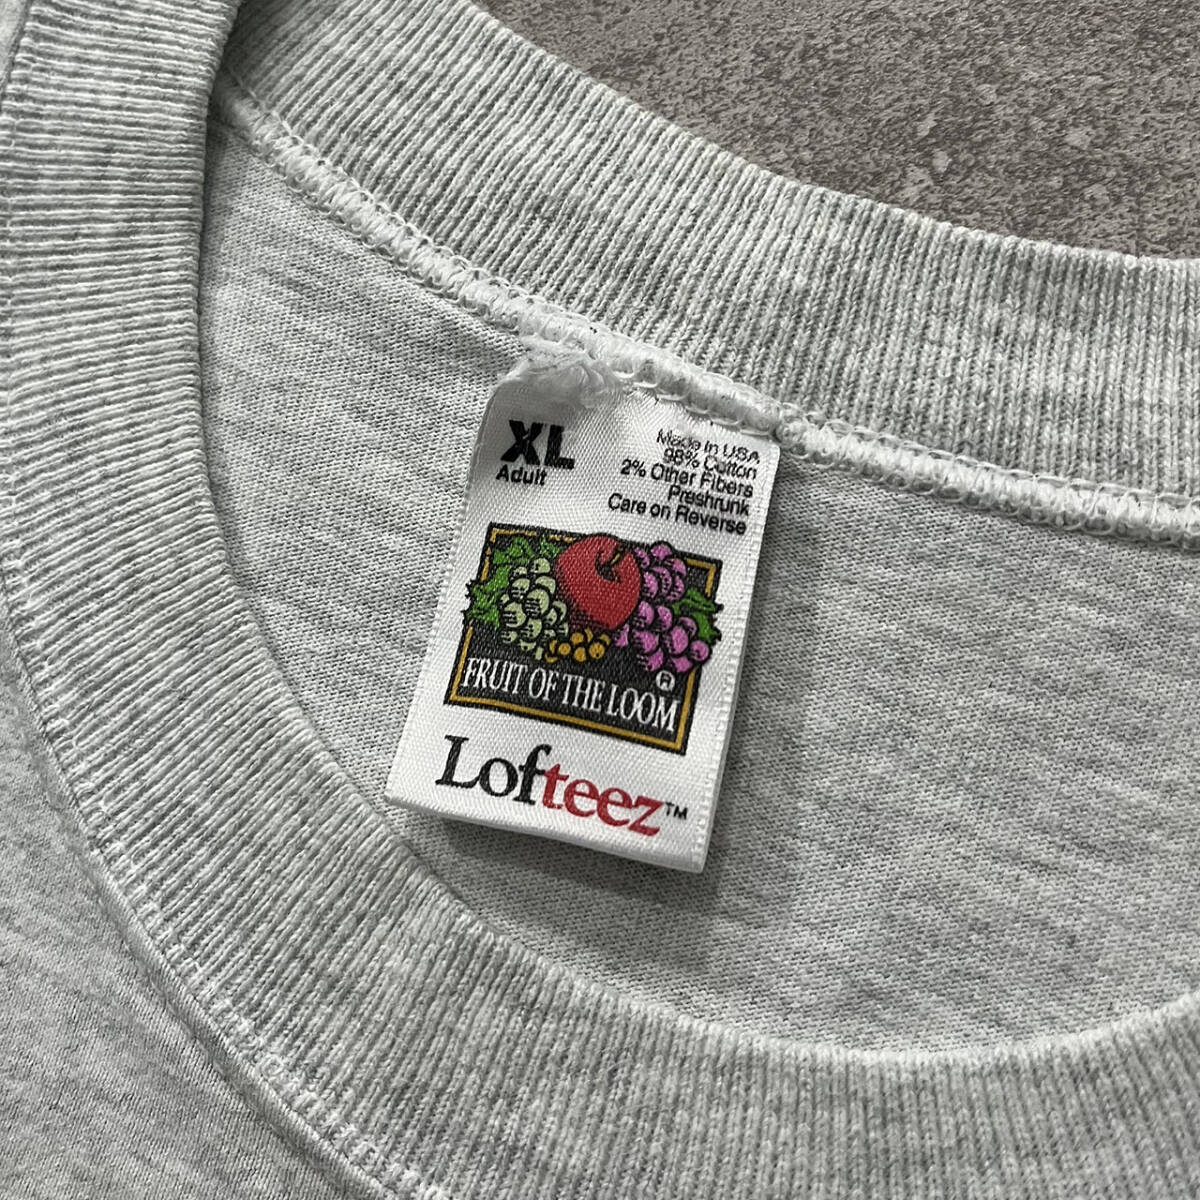 XL
Adult
Made in USA
98% Cotton
2% Other Fibers
Preshrunk
Care on Reverse
FRUIT OF THE LOOM®
Lofteez™